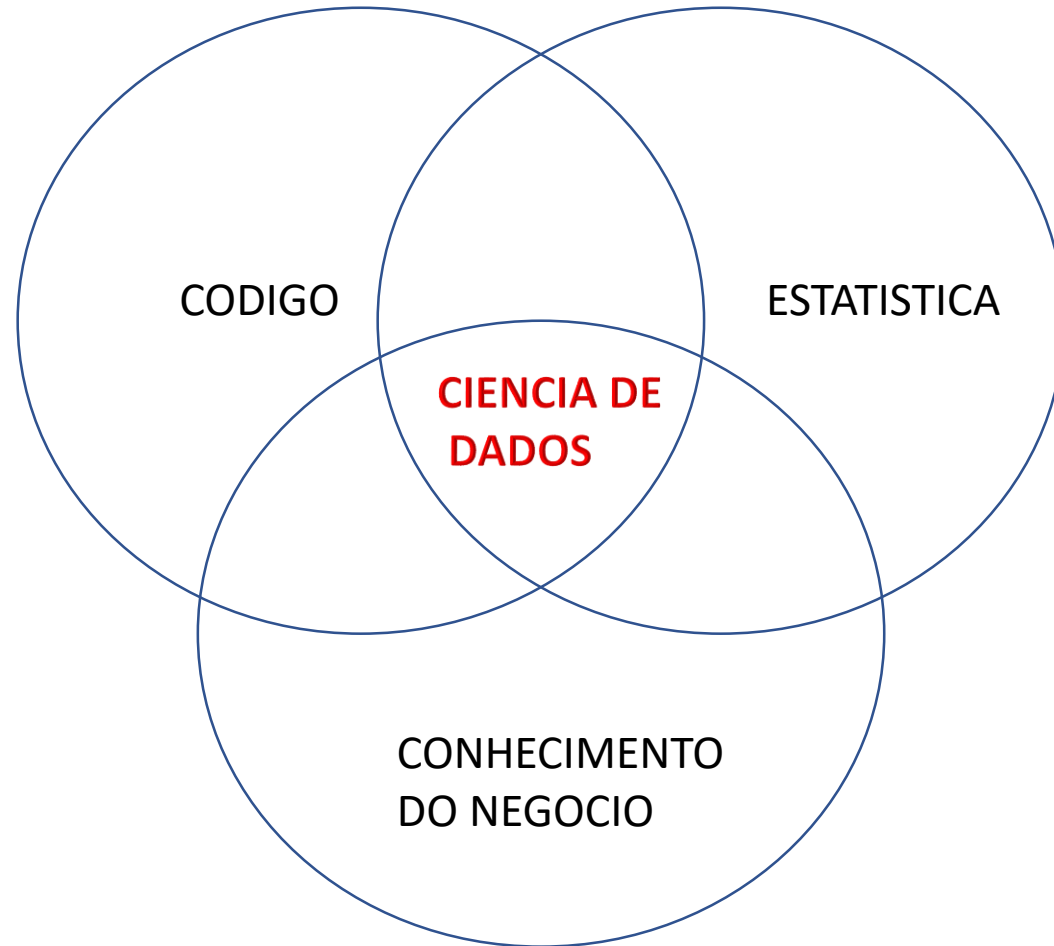 CODIGO
ESTATISTICA
CIENCIA DE
DADOS
CONHECIMENTO
DO NEGOCIO